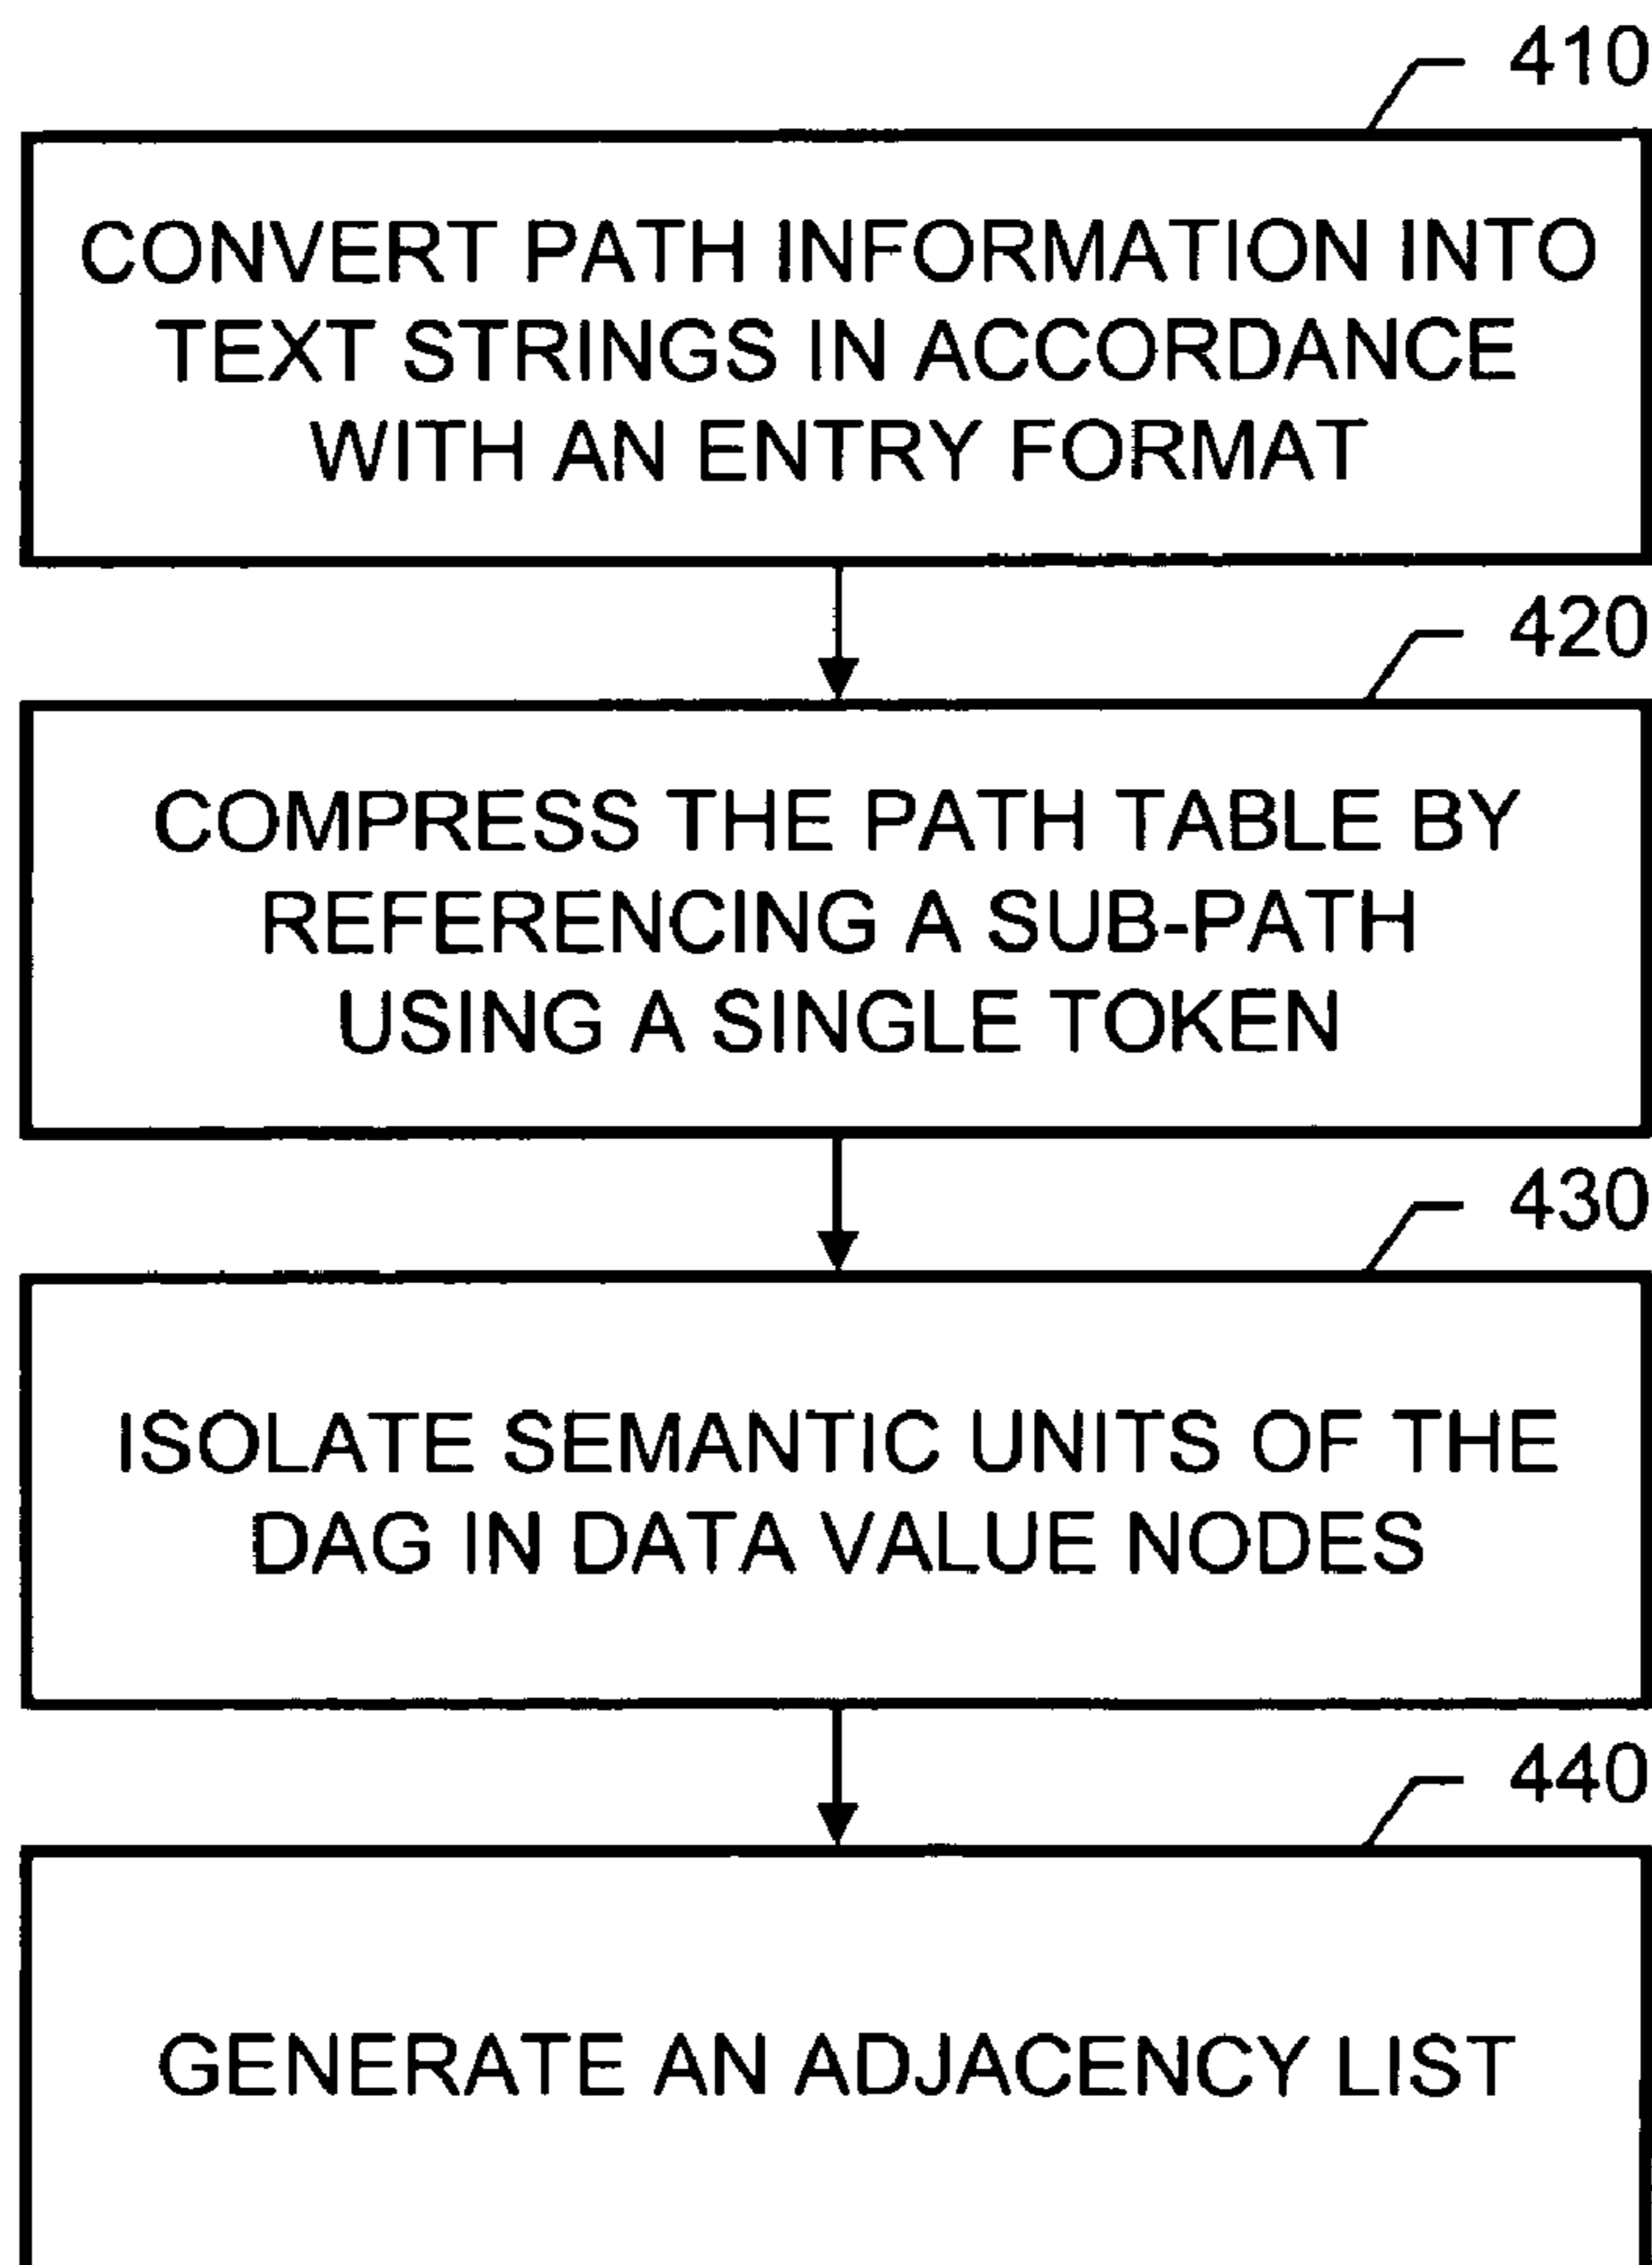 410
CONVERT PATH INFORMATION INTO
TEXT STRINGS IN ACCORDANCE
WITH AN ENTRY FORMAT
420
COMPRESS THE PATH TABLE BY
REFERENCING A SUB-PATH
USING A SINGLE TOKEN
430
ISOLATE SEMANTIC UNITS OF THE
DAG IN DATA VALUE NODES
440
GENERATE AN ADJACENCY LIST